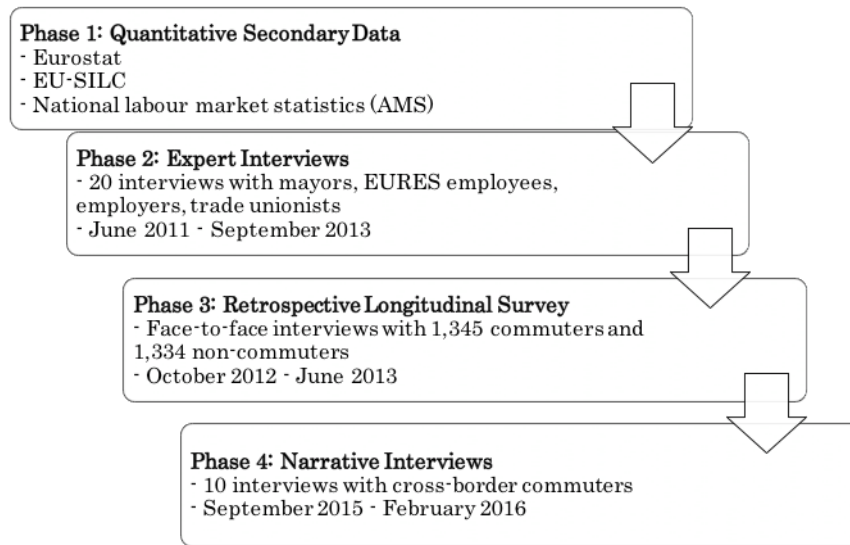 Phase 1: Quantitative Secondary Data
- Eurostat
- EU-SILC
- National labour market statistics (AMS)
Phase 2: Expert Interviews
- 20 interviews with mayors, EURES employees,
employers, trade unionists
- June 2011 - September 2013
Phase 3: Retrospective Longitudinal Survey
- Face-to-face interviews with 1,345 commuters and
1,334 non-commuters
- October 2012 - June 2013
Phase 4: Narrative Interviews
- 10 interviews with cross-border commuters
- September 2015 - February 2016